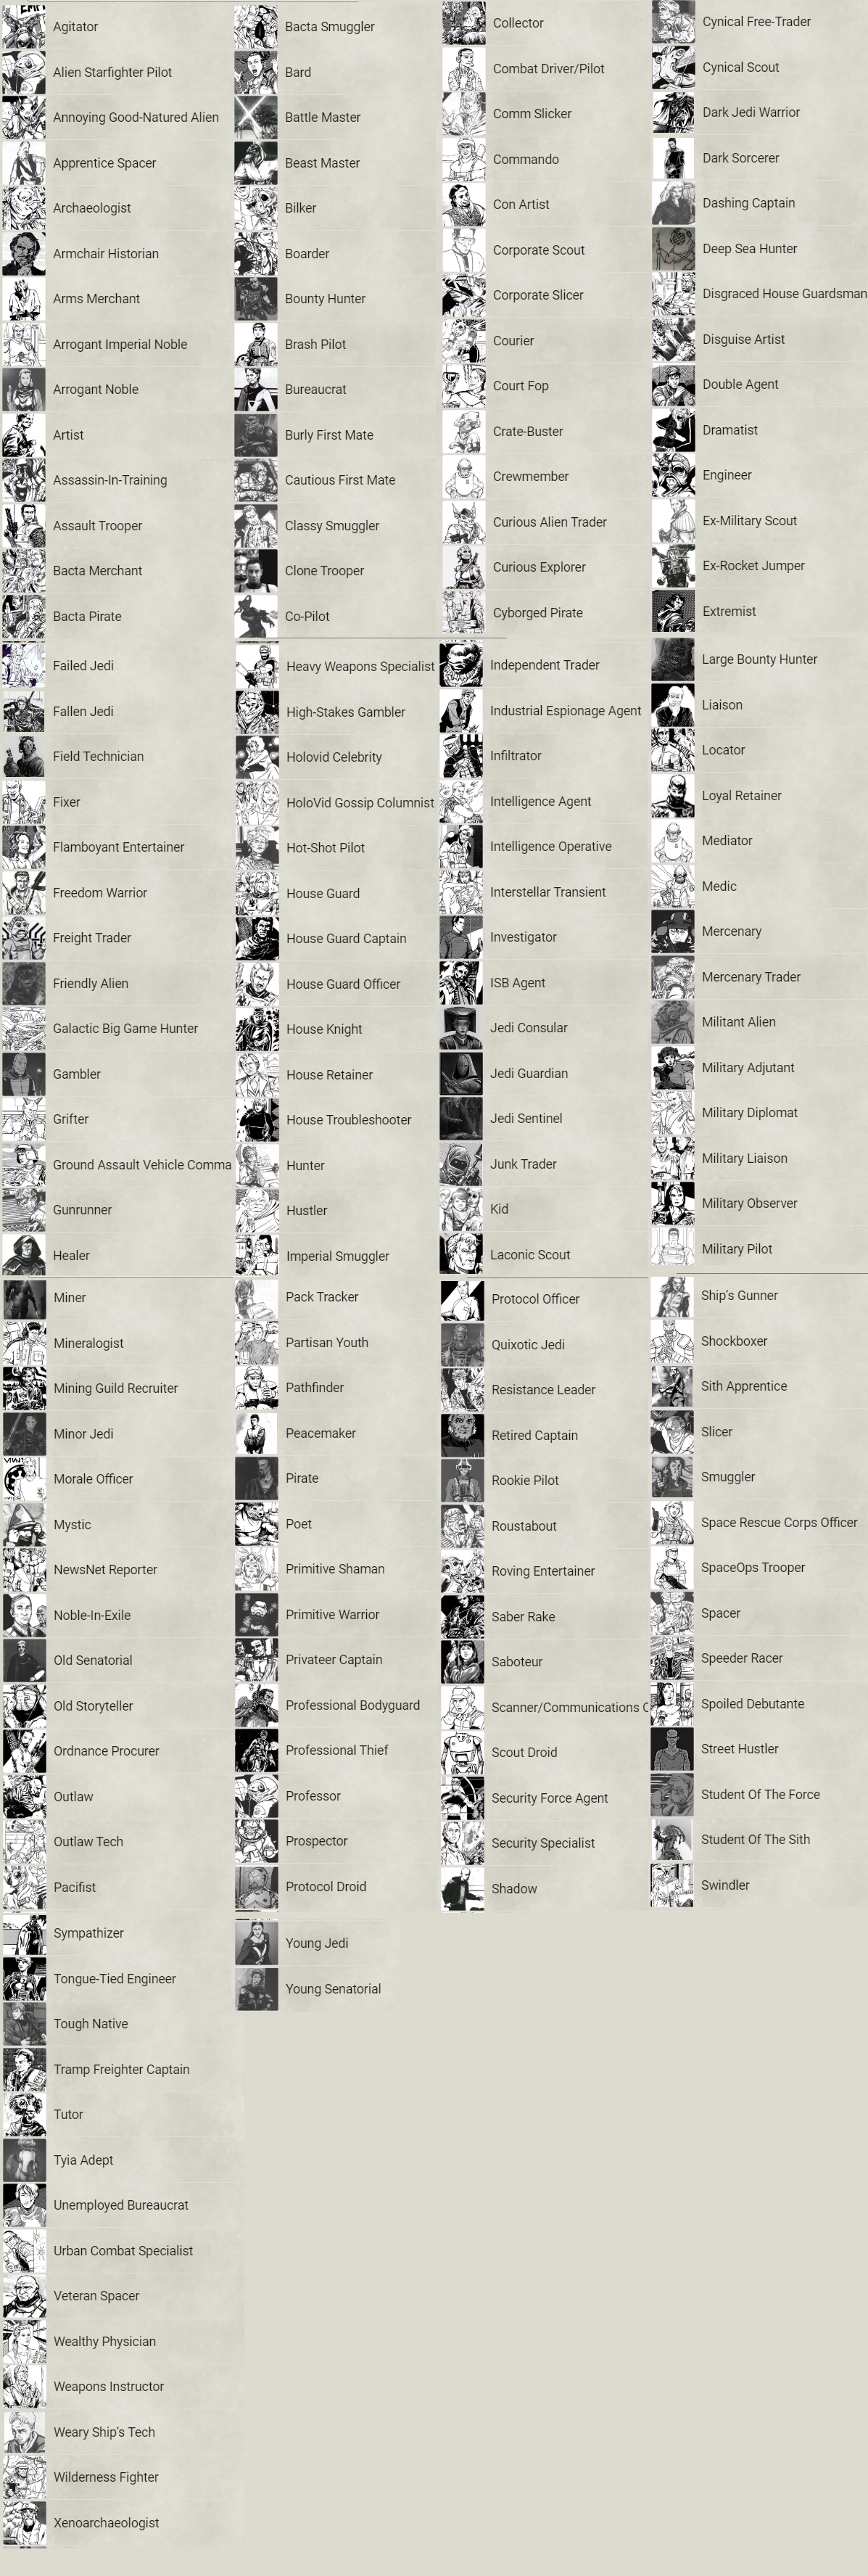 Agitator
Alien Starfighter Pilot
Annoying Good-Natured Alien
Apprentice Spacer
Archaeologist
Armchair Historian
Arms Merchant
Arrogant Imperial Noble
Arrogant Noble
Artist
Assassin-In-Training
Assault Trooper
Bacta Merchant
Bacta Pirate
Bacta Smuggler
Bard
Battle Master
Beast Master
Bilker
Boarder
Bounty Hunter
Brash Pilot
Bureaucrat
Burly First Mate
Cautious First Mate
Classy Smuggler
Clone Trooper
Co-Pilot
Collector
Combat Driver/Pilot
Comm Slicker
Commando
Con Artist
Corporate Scout
Corporate Slicer
Courier
Court Fop
Crate-Buster
Crewmember
Curious Alien Trader
Curious Explorer
Cyborged Pirate
Cynical Free-Trader
Cynical Scout
Dark Jedi Warrior
Dark Sorcerer
Dashing Captain
Deep Sea Hunter
Disgraced House Guardsman
Disguise Artist
Double Agent
Dramatist
Engineer
Ex-Military Scout
Ex-Rocket Jumper
Extremist
Failed Jedi
Fallen Jedi
Field Technician
Fixer
Flamboyant Entertainer
Freedom Warrior
Freight Trader
Friendly Alien
Galactic Big Game Hunter
Gambler
Grifter
Ground Assault Vehicle Comma
Gunrunner
Healer
Heavy Weapons Specialist
High-Stakes Gambler
Holovid Celebrity
HoloVid Gossip Columnist
Hot-Shot Pilot
House Guard
House Guard Captain
House Guard Officer
House Knight
House Retainer
House Troubleshooter
Hunter
Hustler
Imperial Smuggler
Independent Trader
Industrial Espionage Agent
Infiltrator
Intelligence Agent
Intelligence Operative
Interstellar Transient
Investigator
ISB Agent
Jedi Consular
Jedi Guardian
Jedi Sentinel
Junk Trader
Kid
Laconic Scout
Large Bounty Hunter
Liaison
Locator
Loyal Retainer
Mediator
Medic
Mercenary
Mercenary Trader
Militant Alien
Military Adjutant
Military Diplomat
Military Liaison
Military Observer
Military Pilot
Miner
Mineralogist
Mining Guild Recruiter
Minor Jedi
Morale Officer
Mystic
NewsNet Reporter
Noble-In-Exile
Old Senatorial
Old Storyteller
Ordnance Procurer
Outlaw
Outlaw Tech
Pacifist
Pack Tracker
Partisan Youth
Pathfinder
Peacemaker
Pirate
Poet
Primitive Shaman
Primitive Warrior
Privateer Captain
Professional Bodyguard
Professional Thief
Professor
Prospector
Protocol Droid
Protocol Officer
Quixotic Jedi
Resistance Leader
Retired Captain
Rookie Pilot
Roustabout
Roving Entertainer
Saber Rake
Saboteur
Scanner/Communications
Scout Droid
Security Force Agent
Security Specialist
Shadow
Ship's Gunner
Shockboxer
Sith Apprentice
Slicer
Smuggler
Space Rescue Corps Officer
SpaceOps Trooper
Spacer
Speeder Racer
Spoiled Debutante
Street Hustler
Student Of The Force
Student Of The Sith
Swindler
Sympathizer
Tongue-Tied Engineer
Tough Native
Tramp Freighter Captain
Tutor
Tyia Adept
Unemployed Bureaucrat
Urban Combat Specialist
Veteran Spacer
Wealthy Physician
Weapons Instructor
Weary Ship's Tech
Wilderness Fighter
Xenoarchaeologist
Young Jedi
Young Senatorial